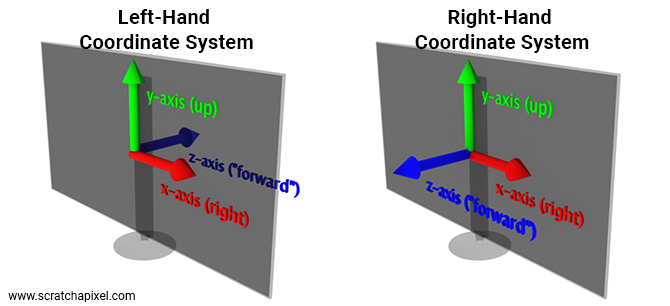 Left-Hand
Coordinate System
y-axis (up)
z-axis ("forward")
x-axis (right)
Right-Hand
Coordinate System
y-axis (up)
x-axis (right)
z-axis ("forward")
www.scratchapixel.com